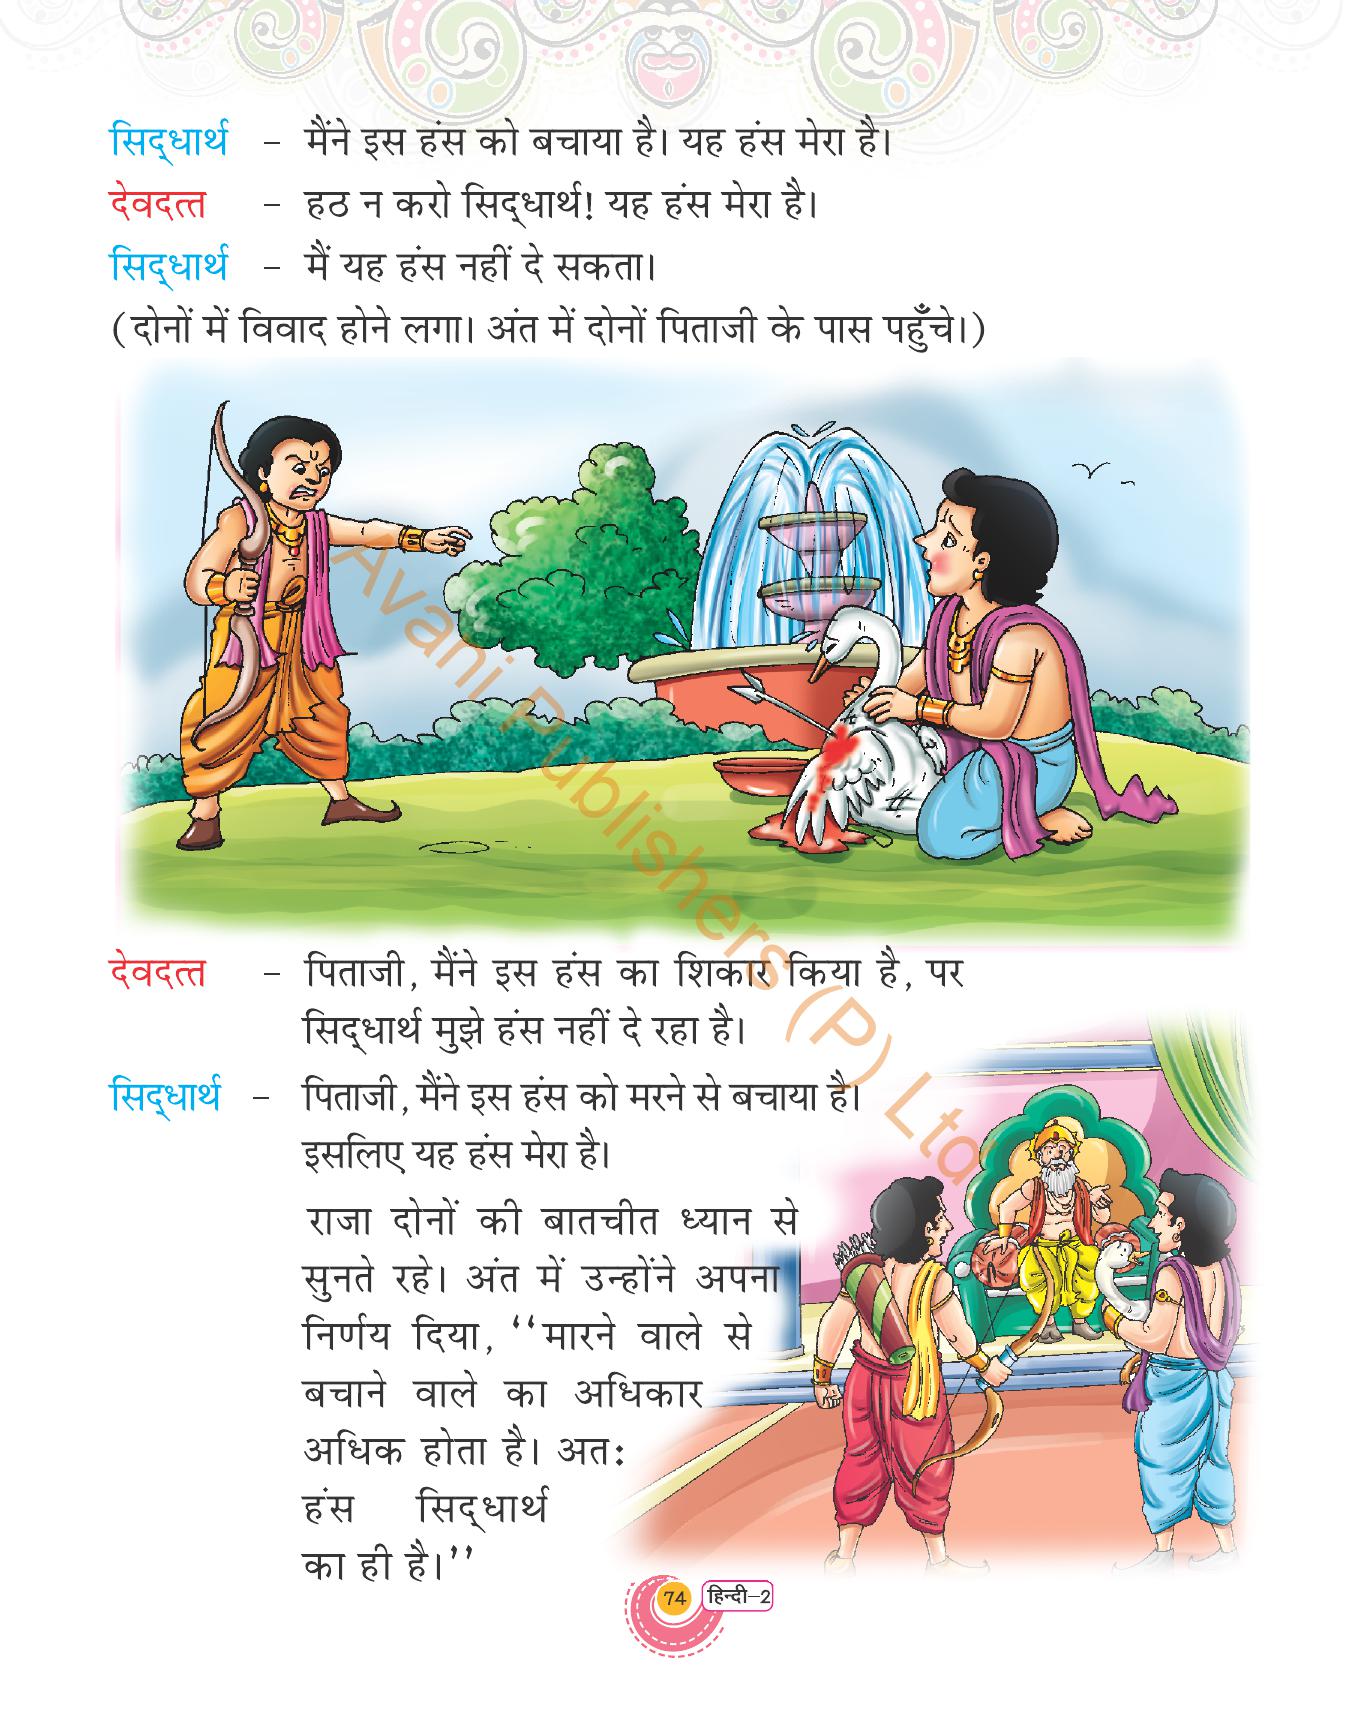 सिद्धार्थ – मैंने इस हंस को बचाया है। यह हंस मेरा है।
देवदत्त – हठ न करो सिद्धार्थ! यह हंस मेरा है।
सिद्धार्थ – मैं यह हंस नहीं दे सकता।
(दोनों में विवाद होने लगा। अंत में दोनों पिताजी के पास पहुँचे।)
Avani Publishers (P) Ltd
देवदत्त – पिताजी, मैंने इस हंस का शिकार किया है, पर
सिद्धार्थ मुझे हंस नहीं दे रहा है।
सिद्धार्थ – पिताजी, मैंने इस हंस को मरने से बचाया है।
इसलिए यह हंस मेरा है।
राजा दोनों की बातचीत ध्यान से
सुनते रहे। अंत में उन्होंने अपना
निर्णय दिया, ‘‘मारने वाले से
बचाने वाले का अधिकार
अधिक होता है। अतः
हंस सिद्धार्थ
का ही है।’’
74 हिन्दी–2